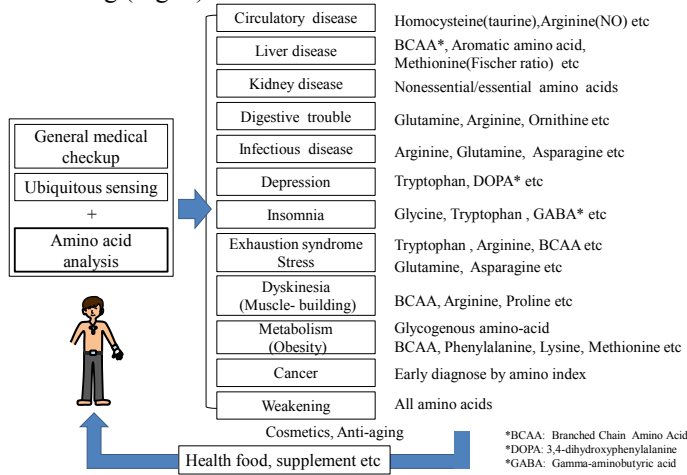 Circulatory disease Homocysteine(taurine),Arginine(NO) etc
Liver disease BCAA*, Aromatic amino acid,
Methionine(Fischer ratio) etc
Kidney disease Nonessential/essential amino acids
General medical
checkup
Ubiquitous sensing
+
Amino acid
analysis
Digestive trouble Glutamine, Arginine, Ornithine etc
Infectious disease Arginine, Glutamine, Asparagine etc
Depression Tryptophan, DOPA* etc
Insomnia Glycine, Tryptophan , GABA* etc
Exhaustion syndrome Tryptophan , Arginine, BCAA etc
Stress Glutamine, Asparagine etc
Dyskinesia
(Muscle- building) BCAA, Arginine, Proline etc
Metabolism Glycogenous amino-acid
(Obesity) BCAA, Phenylalanine, Lysine, Methionine etc
Cancer Early diagnose by amino index
Weakening All amino acids
Cosmetics, Anti-aging
Health food, supplement etc
*BCAA: Branched Chain Amino Acid
*DOPA: 3,4-dihydroxyphenylalanine
*GABA: Gamma-aminobutyric acid